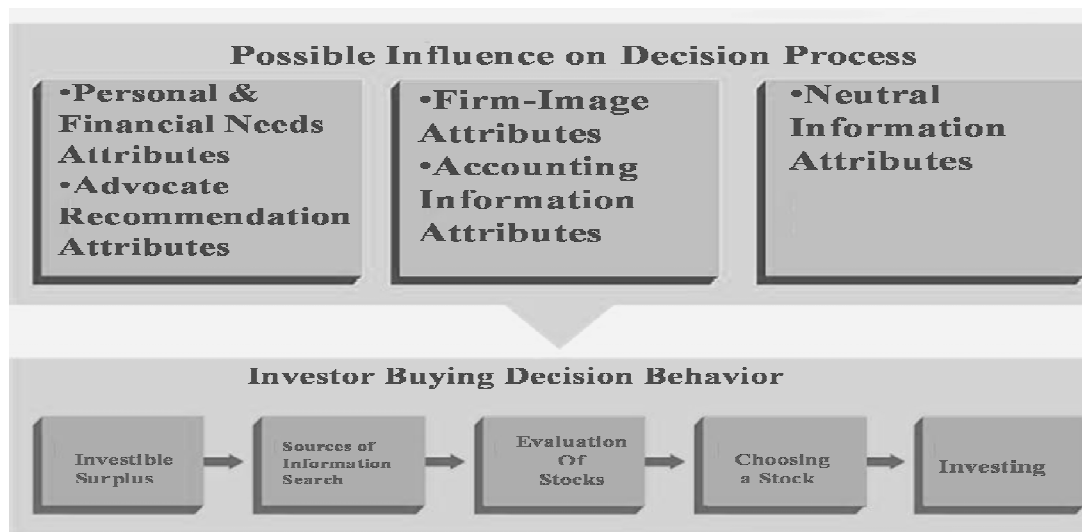 Possible Influence on Decision Process
•Personal &
Financial Needs
Attributes
•Advocate
Recommendation
Attributes
•Firm-Image
Attributes
•Accounting
Information
Attributes
•Neutral
Information
Attributes
Investor Buying Decision Behavior
Investible
Surplus
Sources of
Information
Search
Evaluation
Of
Stocks
Choosing
a Stock
Investing